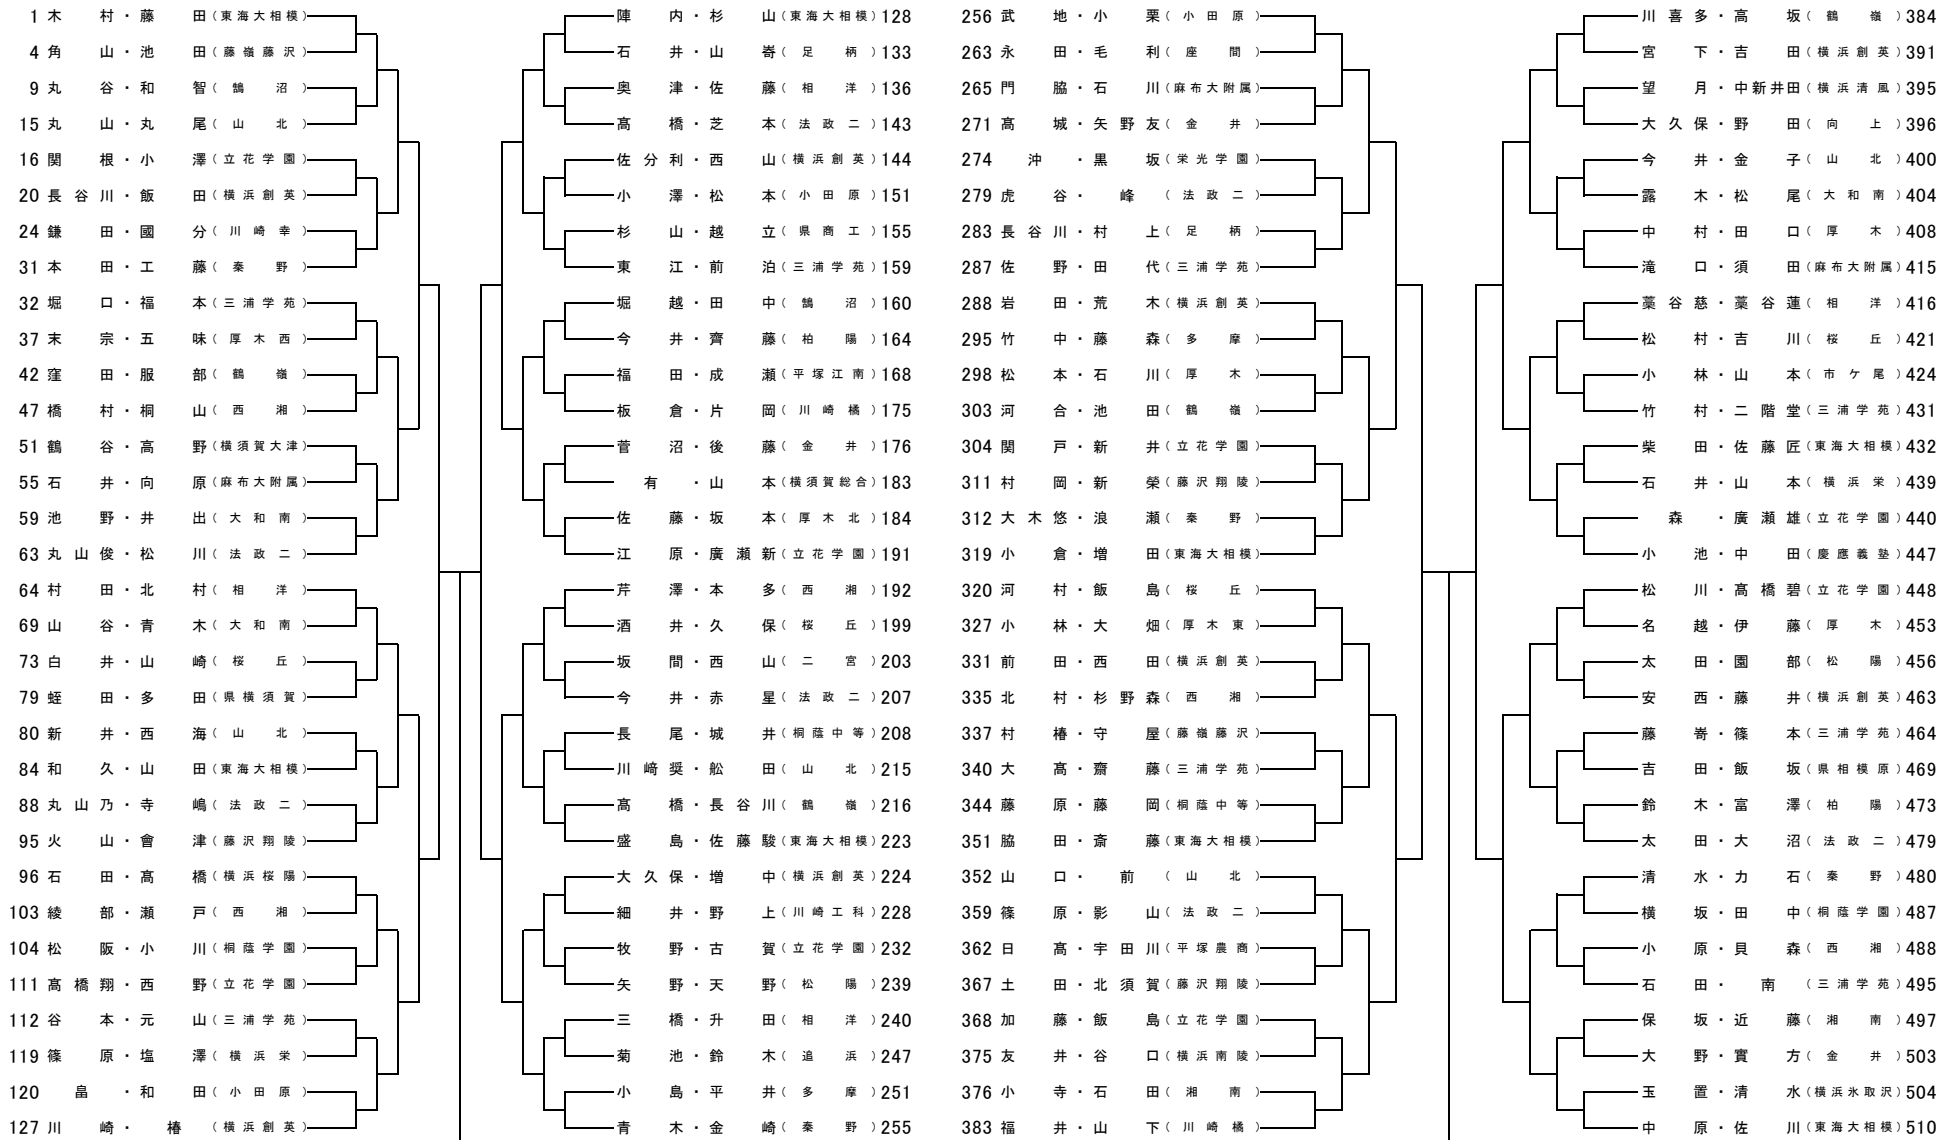 1 木村・藤田（東海大相模）
4 角山・池田（藤嶺藤沢）
9 丸谷・和智（鵠沼）
15 丸山・丸尾（山北）
16 関根・小澤（立花学園）
20 長谷川・飯田（横浜創英）
24 鎌田・國分（川崎幸）
31 本田・工藤（秦野）
32 堀口・福本（三浦学苑）
37 末宗・五味（厚木西）
42 窪田・服部（鶴嶺）
47 橋村・桐山（西湘）
51 鶴谷・高野（横須賀大津）
55 石井・向原（麻布大附属）
59 池野・井出（大和南）
63 丸山俊・松川（法政二）
64 村田・北村（相洋）
69 山谷・青木（大和南）
73 白井・山崎（桜丘）
79 蛭田・多田（県横須賀）
80 新井・西海（山北）
84 和久・山田（東海大相模）
88 丸山乃・寺嶋（法政二）
95 火山・會津（藤沢翔陵）
96 石田・髙橋（横浜桜陽）
103 綾部・瀬戸（西湘）
104 松阪・小川（桐蔭学園）
111 髙橋翔・西野（立花学園）
112 谷本・元山（三浦学苑）
119 篠原・塩澤（横浜栄）
120 畠・和田（小田原）
127 川崎・椿（横浜創英）
陣内・杉山（東海大相模）128
石井・山嵜（足柄）133
奥津・佐藤（相洋）136
髙橋・芝本（法政二）143
佐分利・西山（横浜創英）144
小澤・松本（小田原）151
杉山・越立（県商工）155
東江・前泊（三浦学苑）159
堀越・田中（鵠沼）160
今井・齊藤（柏陽）164
福田・成瀬（平塚江南）168
板倉・片岡（川崎橘）175
菅沼・後藤（金井）176
有・山本（横須賀総合）183
佐藤・坂本（厚木北）184
江原・廣瀬新（立花学園）191
芹澤・本多（西湘）192
酒井・久保（桜丘）199
坂間・西山（二宮）203
今井・赤星（法政二）207
長尾・城井（桐蔭中等）208
川﨑奨・舩田（山北）215
髙橋・長谷川（鶴嶺）216
盛島・佐藤駿（東海大相模）223
大久保・増中（横浜創英）224
細井・野上（川崎工科）228
牧野・古賀（立花学園）232
矢野・天野（松陽）239
三橋・升田（相洋）240
菊池・鈴木（追浜）247
小島・平井（多摩）251
青木・金崎（秦野）255
256 武地・小栗（小田原）
263 永田・毛利（座間）
265 門脇・石川（麻布大附属）
271 髙城・矢野友（金井）
274 沖・黒坂（栄光学園）
279 虎谷・峰（法政二）
283 長谷川・村上（足柄）
287 佐野・田代（三浦学苑）
288 岩田・荒木（横浜創英）
295 竹中・藤森（多摩）
298 松本・石川（厚木）
303 河合・池田（鶴嶺）
304 関戸・新井（立花学園）
311 村岡・新榮（藤沢翔陵）
312 大木悠・浪瀬（秦野）
319 小倉・増田（東海大相模）
320 河村・飯島（桜丘）
327 小林・大畑（厚木東）
331 前田・西田（横浜創英）
335 北村・杉野森（西湘）
337 村椿・守屋（藤嶺藤沢）
340 大髙・齋藤（三浦学苑）
344 藤原・藤岡（桐蔭中等）
351 脇田・斎藤（東海大相模）
352 山口・前（山北）
359 篠原・影山（法政二）
362 日髙・宇田川（平塚農商）
367 土田・北須賀（藤沢翔陵）
368 加藤・飯島（立花学園）
375 友井・谷口（横浜南陵）
376 小寺・石田（湘南）
383 福井・山下（川崎橘）
川喜多・高坂（鶴嶺）384
宮下・吉田（横浜創英）391
望月・中新井田（横浜清風）395
大久保・野田（向上）396
今井・金子（山北）400
露木・松尾（大和南）404
中村・田口（厚木）408
滝口・須田（麻布大附属）415
藁谷慈・藁谷蓮（相洋）416
松村・吉川（桜丘）421
小林・山本（市ケ尾）424
竹村・二階堂（三浦学苑）431
柴田・佐藤匠（東海大相模）432
石井・山本（横浜栄）439
森・廣瀬雄（立花学園）440
小池・中田（慶應義塾）447
松川・髙橋碧（立花学園）448
名越・伊藤（厚木）453
太田・園部（松陽）456
安西・藤井（横浜創英）463
藤嵜・篠本（三浦学苑）464
吉田・飯坂（県相模原）469
鈴木・富澤（柏陽）473
太田・大沼（法政二）479
清水・力石（秦野）480
横坂・田中（桐蔭学園）487
小原・貝森（西湘）488
石田・南（三浦学苑）495
保坂・近藤（湘南）497
大野・實方（金井）503
玉置・清水（横浜氷取沢）504
中原・佐川（東海大相模）510